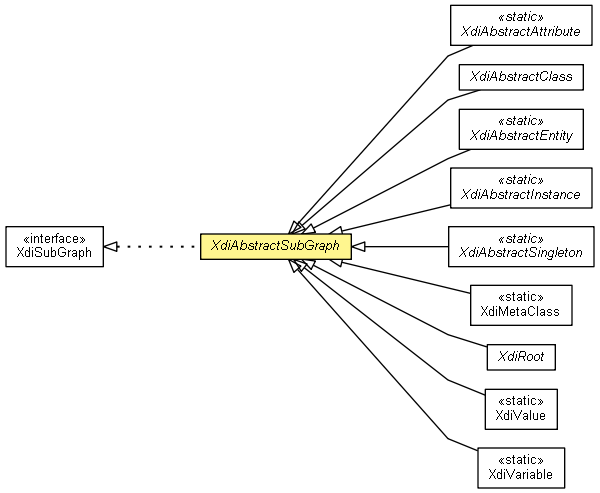 «static»
XdiAbstractAttribute
XdiAbstractClass
«static»
XdiAbstractEntity
«static»
XdiAbstractInstance
«interface»
XdiSubGraph
XdiAbstractSubGraph
«static»
XdiAbstractSingleton
«static»
XdiMetaClass
XdiRoot
«static»
XdiValue
«static»
XdiVariable